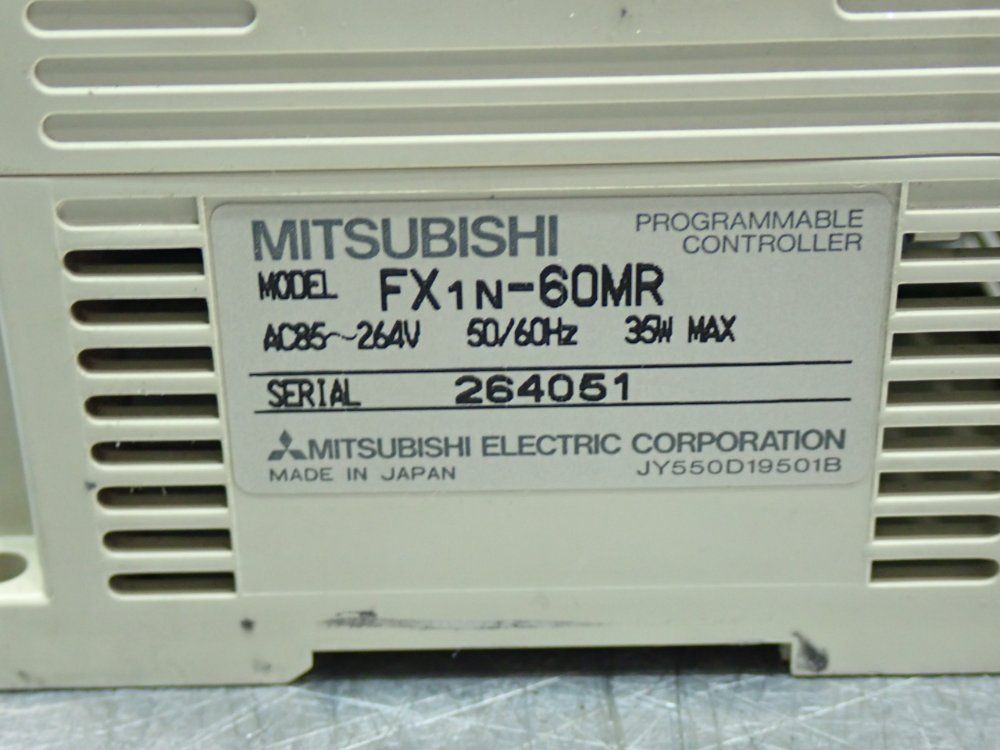 MITSUBISHI
PROGRAMMABLE
CONTROLLER
MODEL FX1N-60MR
AC85~264V 50/60Hz 35W MAX
SERIAL 264051
MITSUBISHI ELECTRIC CORPORATION
MADE IN JAPAN JY550D19501B